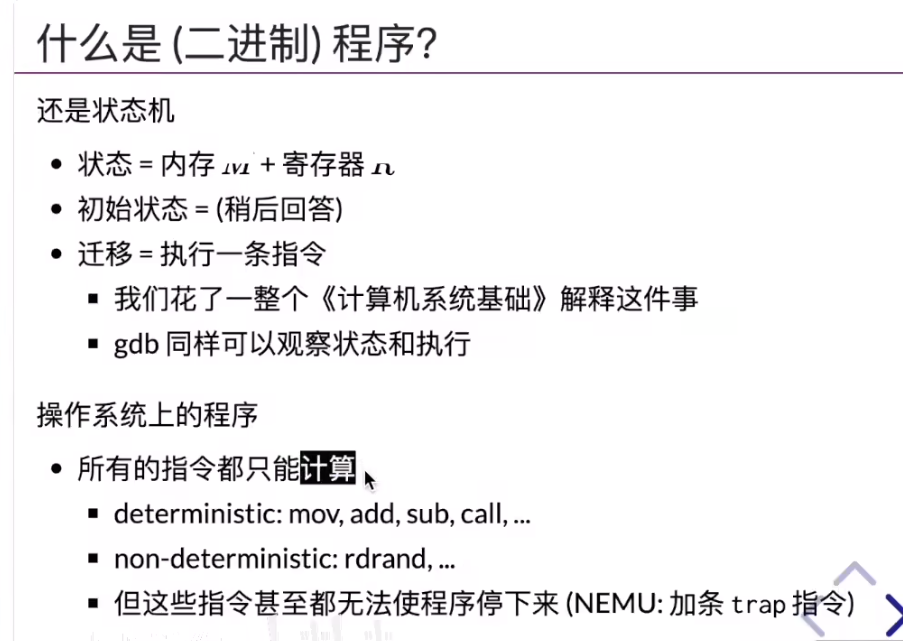 什么是 (二进制) 程序?
还是状态机
• 状态 = 内存 M + 寄存器 R
• 初始状态 = (稍后回答)
• 迁移 = 执行一条指令
▪ 我们花了一整个《计算机系统基础》解释这件事
▪ gdb 同样可以观察状态和执行
操作系统上的程序
• 所有的指令都只能计算
▪ deterministic: mov, add, sub, call, ...
▪ non-deterministic: rdrand, ...
▪ 但这些指令甚至都无法使程序停下来 (NEMU: 加条 trap 指令)